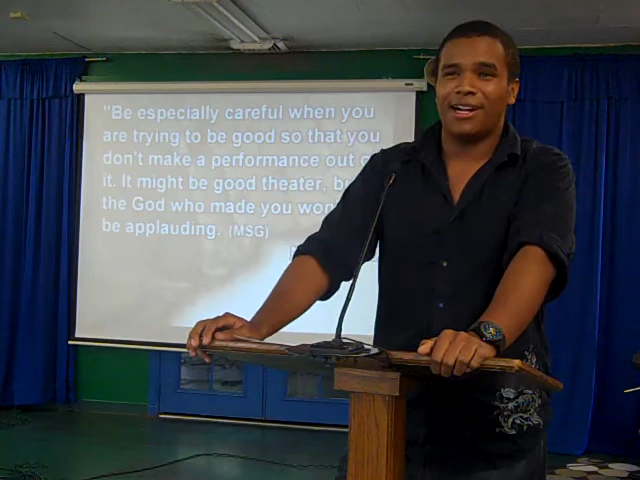 "Be especially careful when you
are trying to be good so that you
don't make a performance out
it. It might be good theater,
the God who made you
be applauding. (MSG)